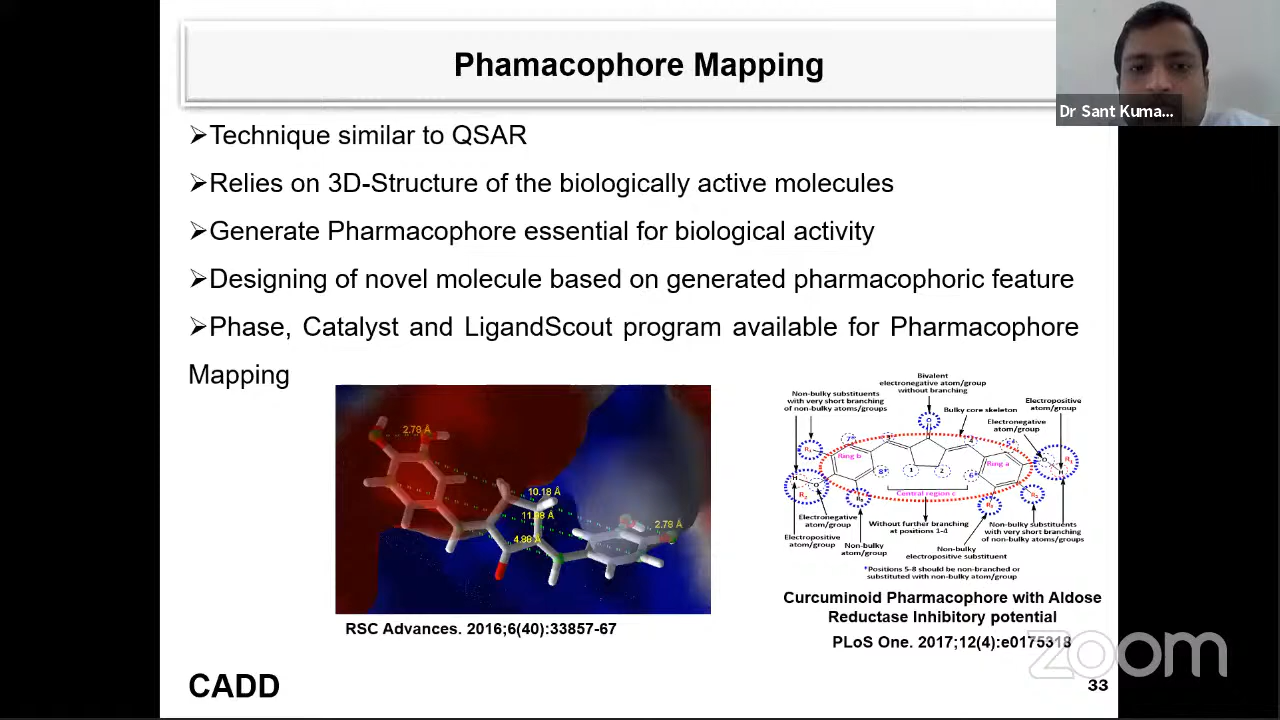 Phamacophore Mapping
Dr Sant Kuma...
➢Technique similar to QSAR
➢Relies on 3D-Structure of the biologically active molecules
➢Generate Pharmacophore essential for biological activity
➢Designing of novel molecule based on generated pharmacophoric feature
➢Phase, Catalyst and LigandScout program available for Pharmacophore
Mapping
2.78 Å
10.18 Å
11.98 Å
4.88 Å
2.78 Å
RSC Advances. 2016;6(40):33857-67
Bivalent
electronegative atom/group
without branching
Non-bulky substituents
with very short branching
of non-bulky atoms/groups
Bulky core skeleton
Electropositive
atom/group
Electronegative
atom/group
Ring b
Ring a
1
2
Central region c
Electronegative
atom/group
Electropositive
atom/group
Non-bulky
atom/group
Without further branching
at positions 1-4
Non-bulky
electropositive substituent
Non-bulky substituents
with very short branching
of non-bulky atoms/groups
*Positions 5-8 should be non-branched or
substituted with non-bulky atom/group
Curcuminoid Pharmacophore with Aldose
Reductase Inhibitory potential
PLoS One. 2017;12(4):e0175318
zoom
CADD
33